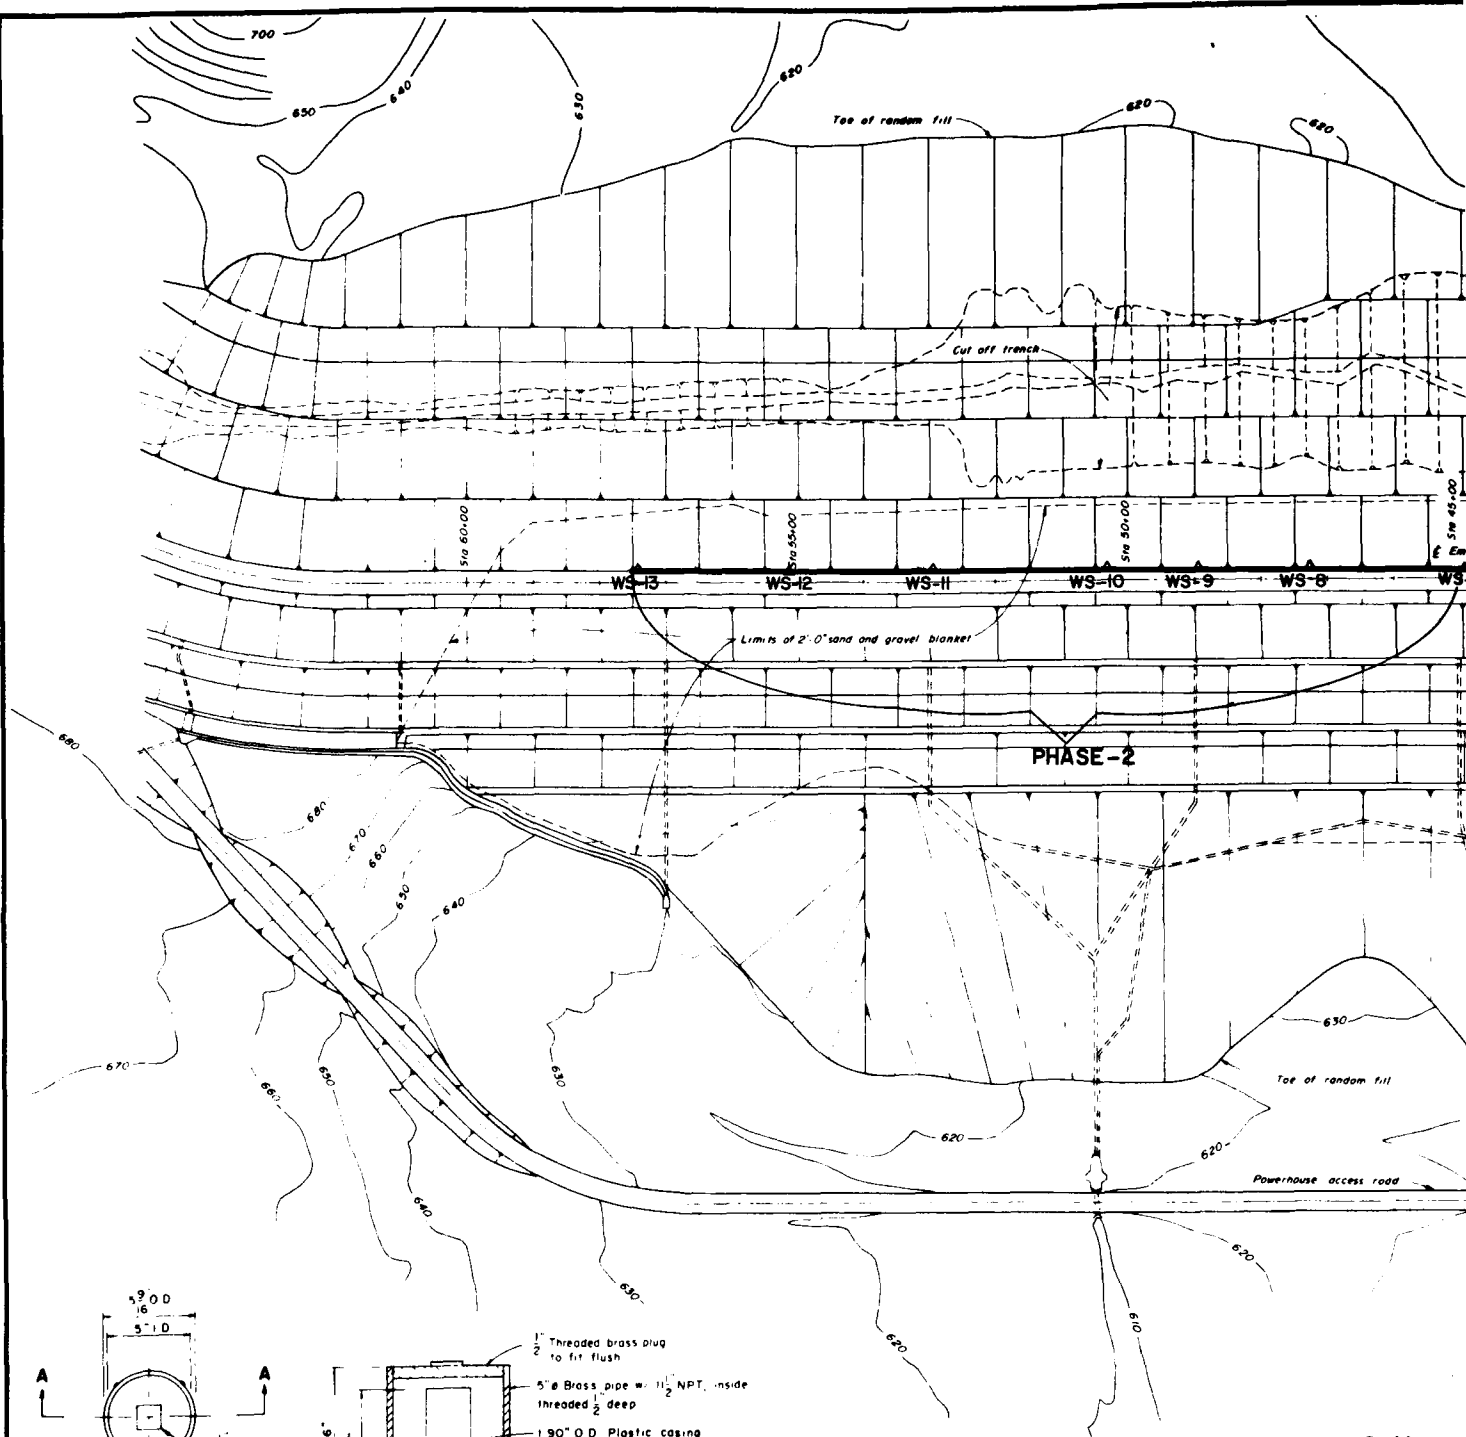 700
620
640
650
630
620
620
Toe of random fill
Cut off trench
Sta 60+00
Sta 55+00
Sta 50+00
Sta 45+00
WS-13
WS-12
WS-11
WS-10
WS-9
WS-8
WS
Limits of 2'-0" sand and gravel blanket
PHASE-2
680
680
670
660
650
640
630
670
660
650
630
Toe of random fill
620
620
Powerhouse access road
640
620
630
610
620
5 9/16" O D
5" I D
A
A
1/2" Threaded brass plug
to fit flush
5"ø Brass pipe w/ 11 1/2" NPT, inside
threaded 1/2" deep
1.90" O.D. Plastic casing